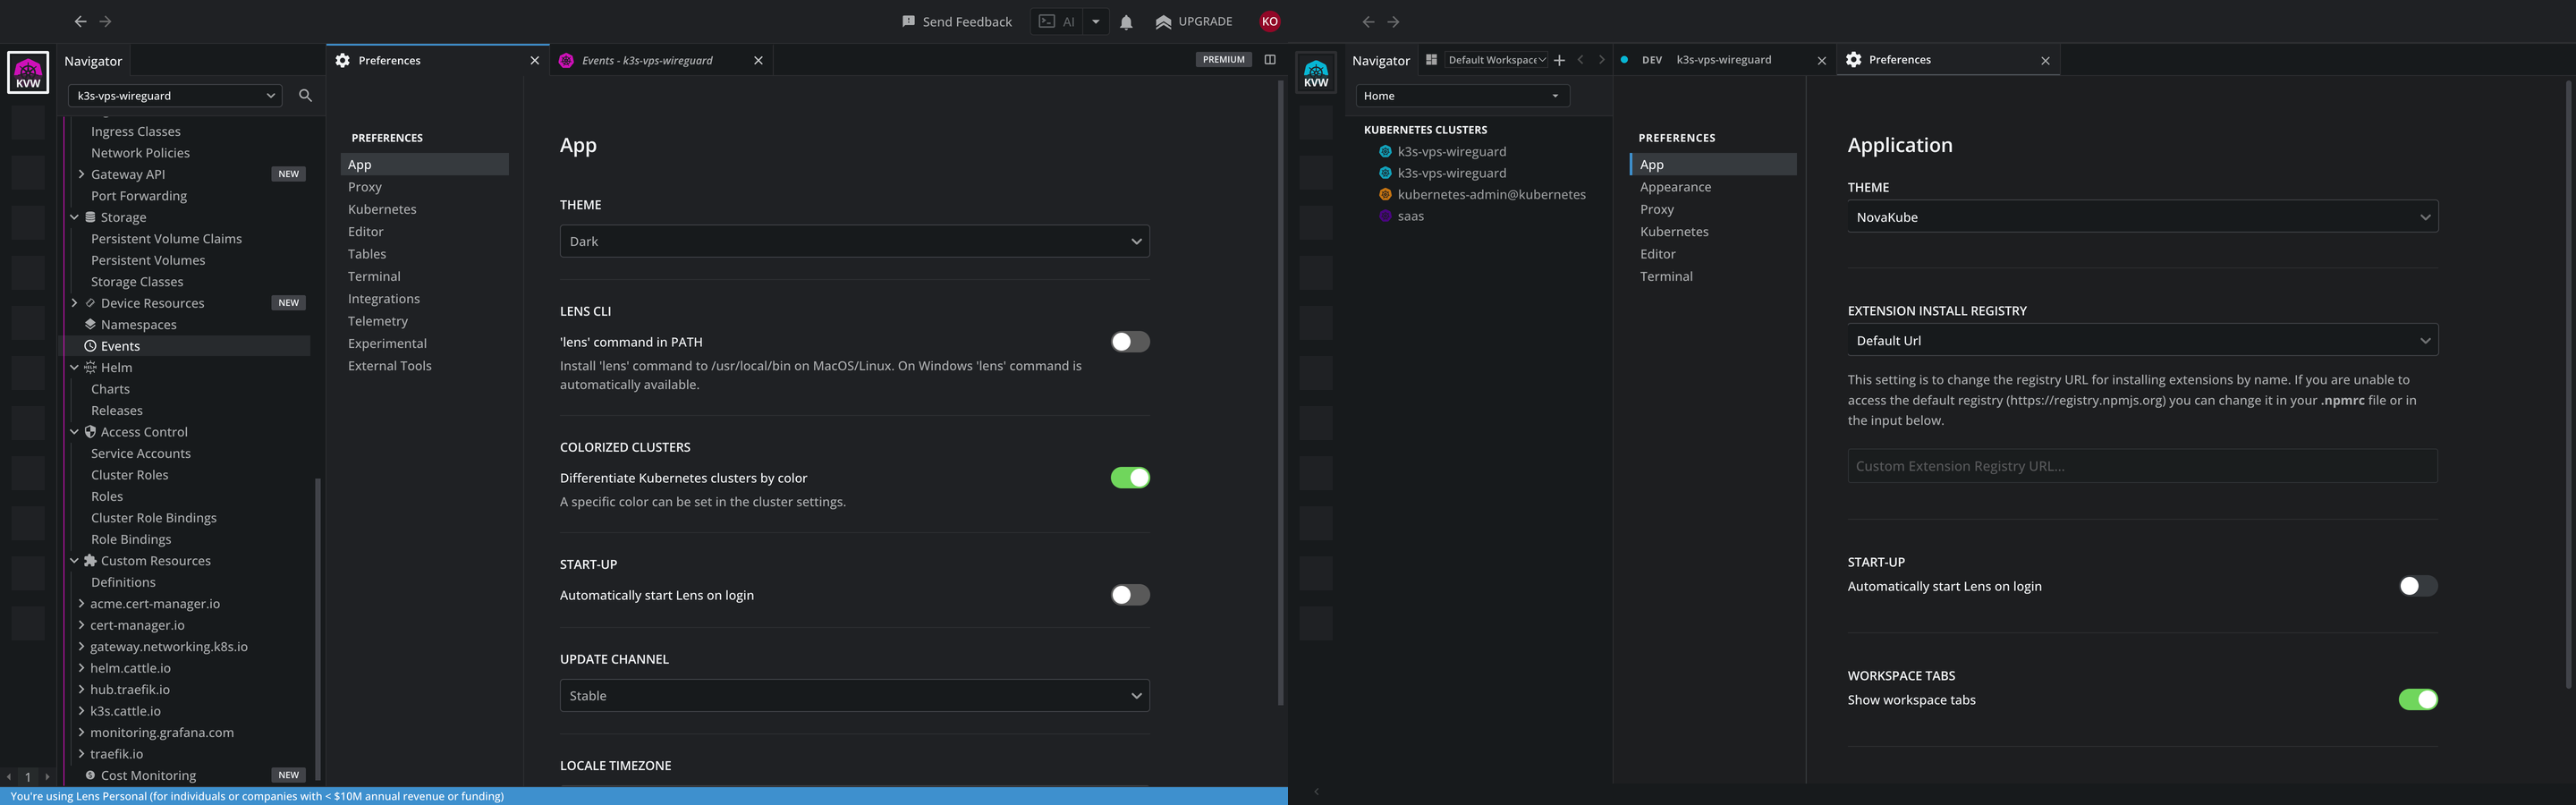 Send Feedback
AI
UPGRADE
KO
KVW
Navigator
k3s-vps-wireguard
Ingress Classes
Network Policies
Gateway API NEW
Port Forwarding
Storage
Persistent Volume Claims
Persistent Volumes
Storage Classes
Device Resources NEW
Namespaces
Events
Helm
Charts
Releases
Access Control
Service Accounts
Cluster Roles
Roles
Cluster Role Bindings
Role Bindings
Custom Resources
Definitions
acme.cert-manager.io
cert-manager.io
gateway.networking.k8s.io
helm.cattle.io
hub.traefik.io
k3s.cattle.io
monitoring.grafana.com
traefik.io
Cost Monitoring NEW
1
You're using Lens Personal (for individuals or companies with < $10M annual revenue or funding)
Preferences
Events - k3s-vps-wireguard
PREMIUM
PREFERENCES
App
Proxy
Kubernetes
Editor
Tables
Terminal
Integrations
Telemetry
Experimental
External Tools
App
THEME
Dark
LENS CLI
'lens' command in PATH
Install 'lens' command to /usr/local/bin on MacOS/Linux. On Windows 'lens' command is
automatically available.
COLORIZED CLUSTERS
Differentiate Kubernetes clusters by color
A specific color can be set in the cluster settings.
START-UP
Automatically start Lens on login
UPDATE CHANNEL
Stable
LOCALE TIMEZONE
KVW
Navigator
Default Workspace
Home
KUBERNETES CLUSTERS
k3s-vps-wireguard
k3s-vps-wireguard
kubernetes-admin@kubernetes
saas
DEV k3s-vps-wireguard
Preferences
PREFERENCES
App
Appearance
Proxy
Kubernetes
Editor
Terminal
Application
THEME
NovaKube
EXTENSION INSTALL REGISTRY
Default Url
This setting is to change the registry URL for installing extensions by name. If you are unable to
access the default registry (https://registry.npmjs.org) you can change it in your .npmrc file or in
the input below.
Custom Extension Registry URL...
START-UP
Automatically start Lens on login
WORKSPACE TABS
Show workspace tabs